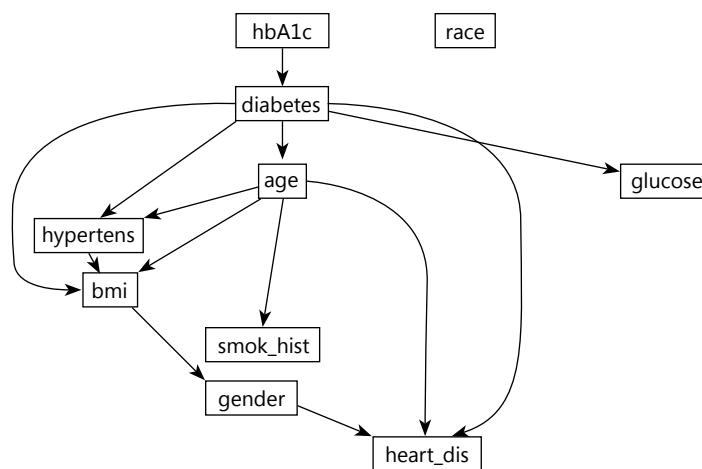 hbA1c
race
diabetes
age
glucose
hypertens
bmi
smok_hist
gender
heart_dis